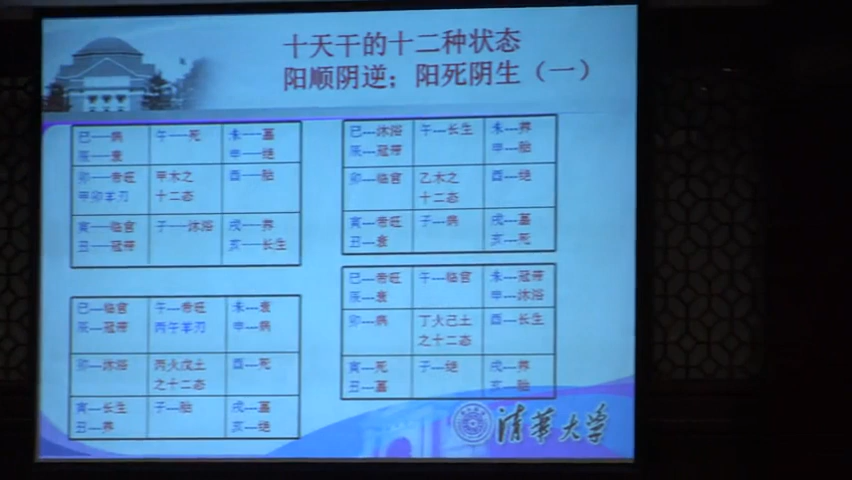 十天干的十二种状态
阳顺阴逆；阳死阴生（一）
巳---病 午---死 未---墓
辰---衰 申---绝
卯---帝旺 甲木之 酉---胎
甲卯羊刃 十二态
寅---临官 子---沐浴 戌---养
丑---冠带 亥---长生
巳---沐浴 午---长生 未---养
辰---冠带 申---胎
卯---临官 乙木之 酉---绝
十二态
寅---帝旺 子---病 戌---墓
丑---衰 亥---死
巳---临官 午---帝旺 未---衰
辰---冠带 丙午羊刃 申---病
卯---沐浴 丙火戊土 酉---死
之十二态
寅---长生 子---胎 戌---墓
丑---养 亥---绝
巳---帝旺 午---临官 未---冠带
辰---衰 申---沐浴
卯---病 丁火己土 酉---长生
之十二态
寅---死 子---绝 戌---养
丑---墓 亥---胎
清华大学